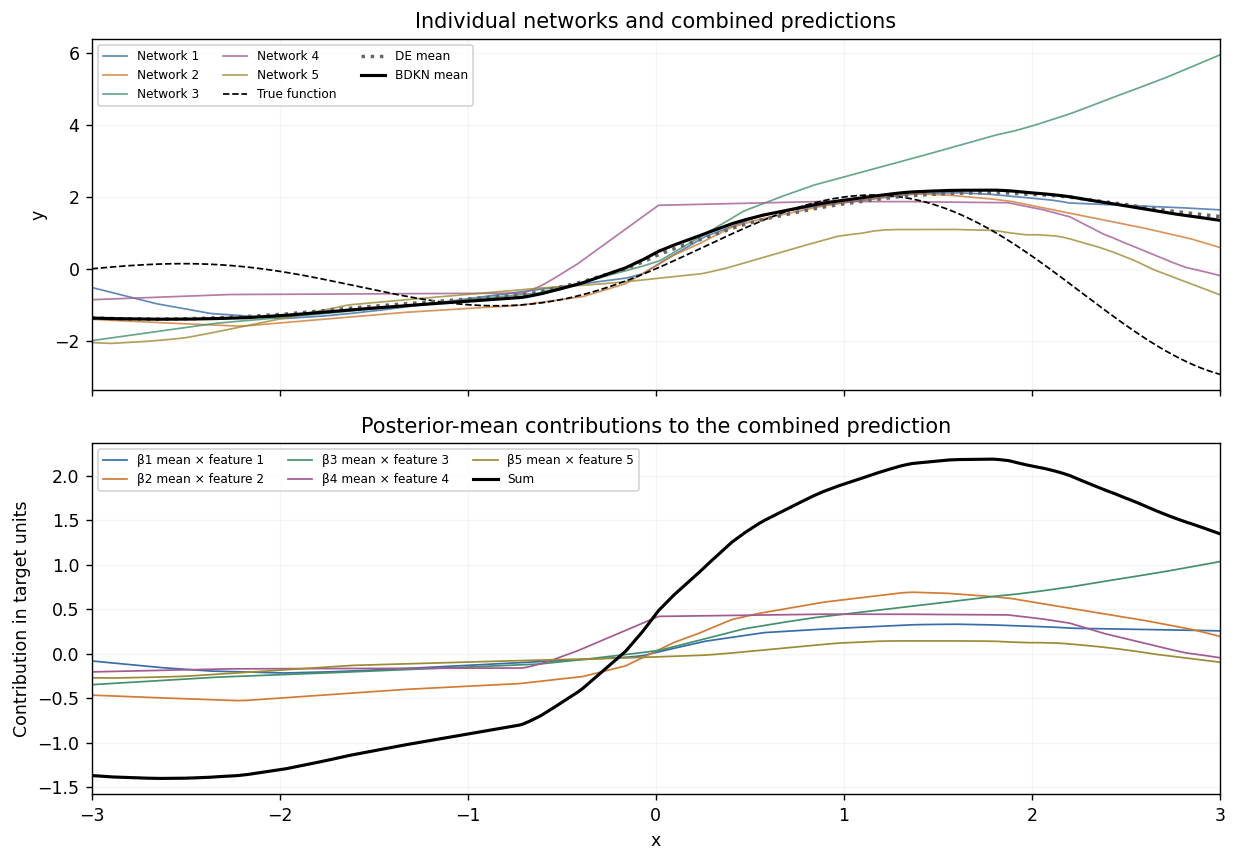 Individual networks and combined predictions
Network 1 Network 4 DE mean
Network 2 Network 5 BDKN mean
Network 3 True function
6
4
2
0
−2
y
Posterior-mean contributions to the combined prediction
β1 mean × feature 1 β3 mean × feature 3 β5 mean × feature 5
β2 mean × feature 2 β4 mean × feature 4 Sum
2.0
1.5
1.0
0.5
0.0
−0.5
−1.0
−1.5
Contribution in target units
−3 −2 −1 0 1 2 3
x